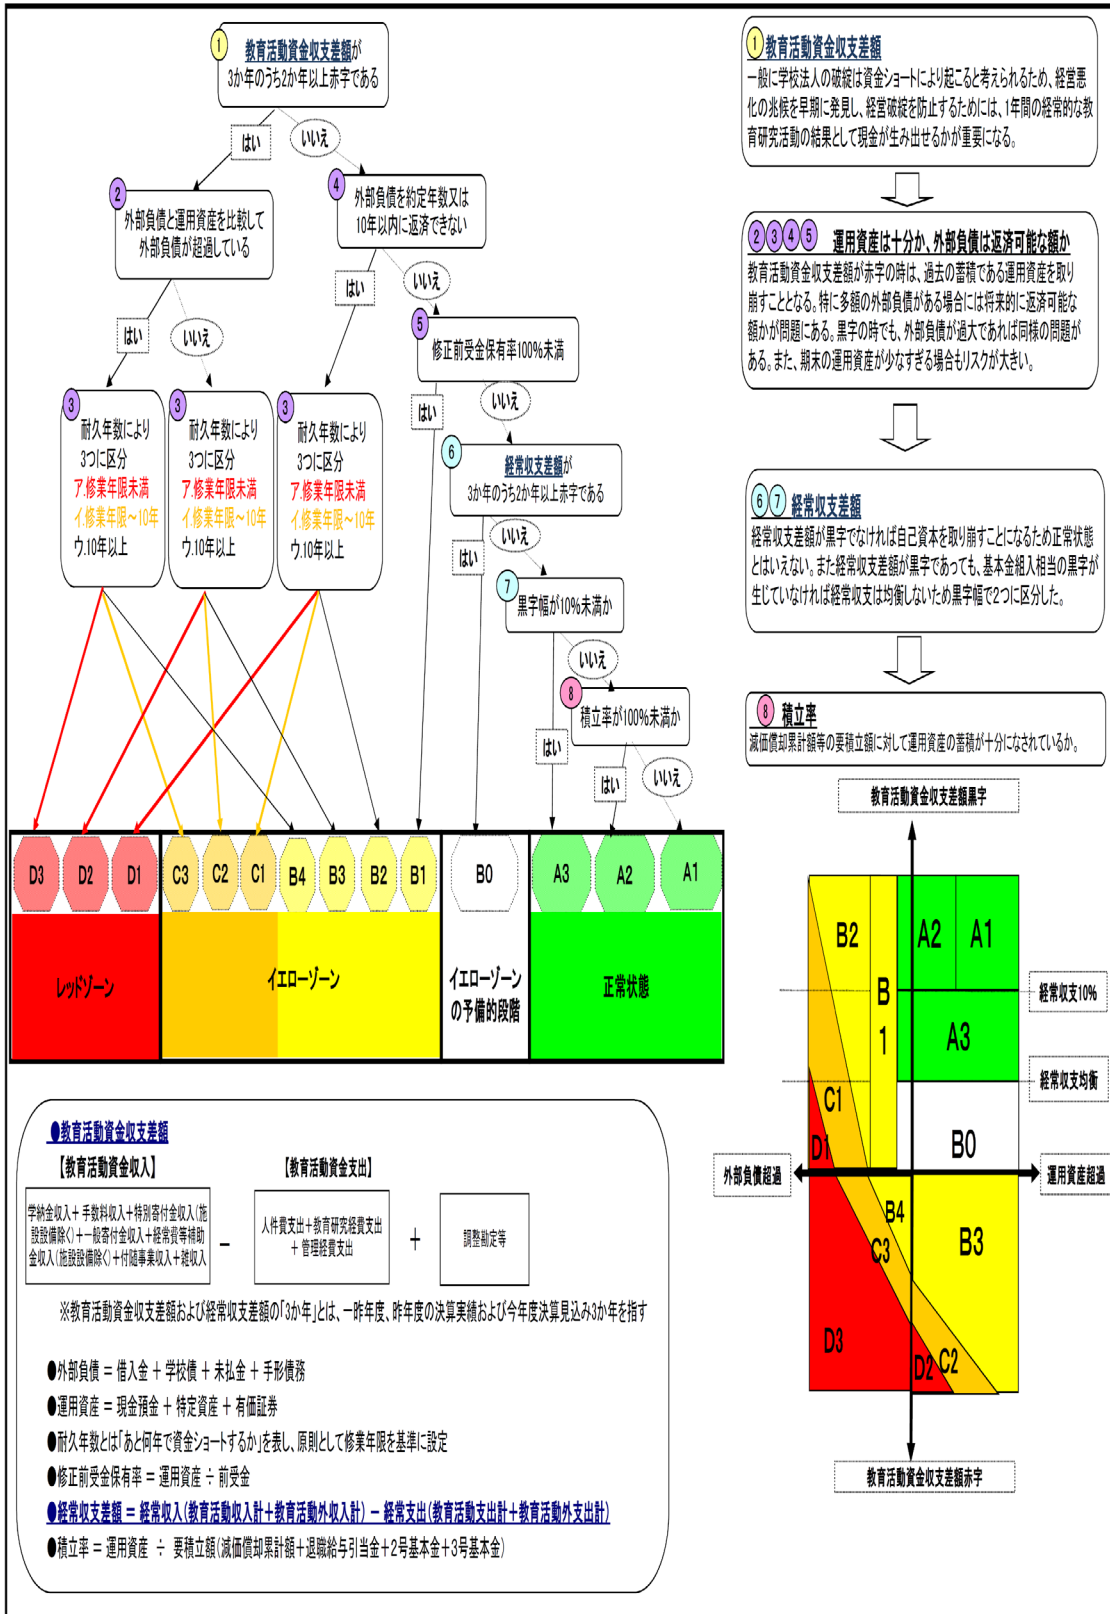 1
教育活動資金収支差額が
3か年のうち2か年以上赤字である
はい
いいえ
2
外部負債と運用資産を比較して
外部負債が超過している
4
外部負債を約定年数又は
10年以内に返済できない
はい
いいえ
はい
いいえ
5
修正前受金保有率100%未満
はい
いいえ
3
耐久年数により
3つに区分
ア.修業年限未満
イ.修業年限～10年
ウ.10年以上
3
耐久年数により
3つに区分
ア.修業年限未満
イ.修業年限～10年
ウ.10年以上
3
耐久年数により
3つに区分
ア.修業年限未満
イ.修業年限～10年
ウ.10年以上
6
経常収支差額が
3か年のうち2か年以上赤字である
はい
いいえ
7
黒字幅が10%未満か
はい
いいえ
8
積立率が100%未満か
はい
いいえ
D3
D2
D1
C3
C2
C1
B4
B3
B2
B1
B0
A3
A2
A1
レッドゾーン
イエローゾーン
イエローゾーン
の予備的段階
正常状態
1 教育活動資金収支差額
一般に学校法人の破綻は資金ショートにより起こると考えられるため、経営悪
化の兆候を早期に発見し、経営破綻を防止するためには、1年間の経常的な教
育研究活動の結果として現金が生み出せるかが重要になる。
2 3 4 5 運用資産は十分か、外部負債は返済可能な額か
教育活動資金収支差額が赤字の時は、過去の蓄積である運用資産を取り
崩すこととなる。特に多額の外部負債がある場合には将来的に返済可能な
額かが問題にある。黒字の時でも、外部負債が過大であれば同様の問題が
ある。また、期末の運用資産が少なすぎる場合もリスクが大きい。
6 7 経常収支差額
経常収支差額が黒字でなければ自己資本を取り崩すことになるため正常状態
とはいえない。また経常収支差額が黒字であっても、基本金組入相当の黒字が
生じていなければ経常収支は均衡しないため黒字幅で2つに区分した。
8 積立率
減価償却累計額等の要積立額に対して運用資産の蓄積が十分になされているか。
教育活動資金収支差額黒字
B2
B
1
A2
A1
経常収支10%
A3
経常収支均衡
C1
D1
B0
外部負債超過
運用資産超過
B4
C3
B3
D3
D2
C2
教育活動資金収支差額赤字
●教育活動資金収支差額
【教育活動資金収入】
【教育活動資金支出】
学納金収入＋手数料収入＋特別寄付金収入(施
設設備除く)＋一般寄付金収入＋経常費等補助
金収入(施設設備除く)＋付随事業収入＋雑収入
－
人件費支出＋教育研究経費支出
＋管理経費支出
＋
調整勘定等
※教育活動資金収支差額および経常収支差額の「3か年」とは、一昨年度、昨年度の決算実績および今年度決算見込み3か年を指す
●外部負債 ＝ 借入金 ＋ 学校債 ＋ 未払金 ＋ 手形債務
●運用資産 ＝ 現金預金 ＋ 特定資産 ＋ 有価証券
●耐久年数とは「あと何年で資金ショートするか」を表し、原則として修業年限を基準に設定
●修正前受金保有率 ＝ 運用資産 ÷ 前受金
●経常収支差額 ＝ 経常収入(教育活動収入計＋教育活動外収入計) － 経常支出(教育活動支出計＋教育活動外支出計)
●積立率 ＝ 運用資産 ÷ 要積立額(減価償却累計額＋退職給与引当金＋2号基本金＋3号基本金)